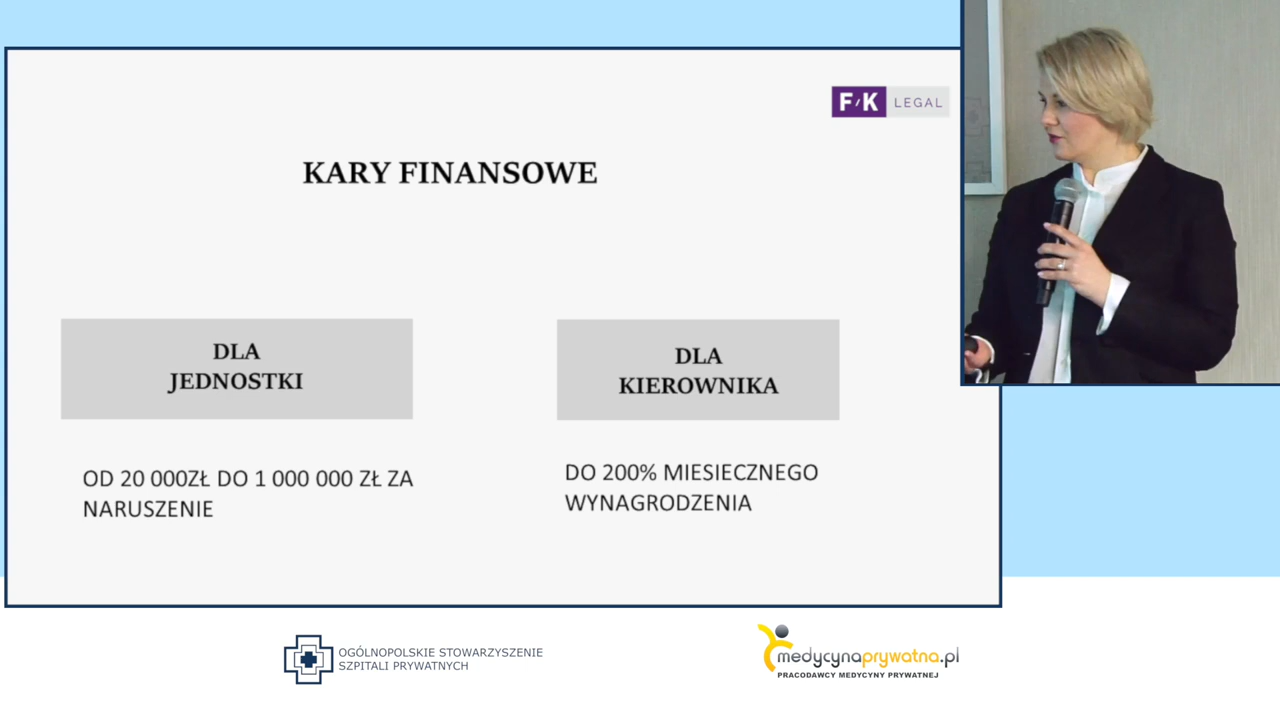 F/K LEGAL
KARY FINANSOWE
DLA
JEDNOSTKI
DLA
KIEROWNIKA
OD 20 000ZŁ DO 1 000 000 ZŁ ZA
NARUSZENIE
DO 200% MIESIECZNEGO
WYNAGRODZENIA
OGÓLNOPOLSKIE STOWARZYSZENIE
SZPITALI PRYWATNYCH
medycynaprywatna.pl
PRACODAWCY MEDYCYNY PRYWATNEJ